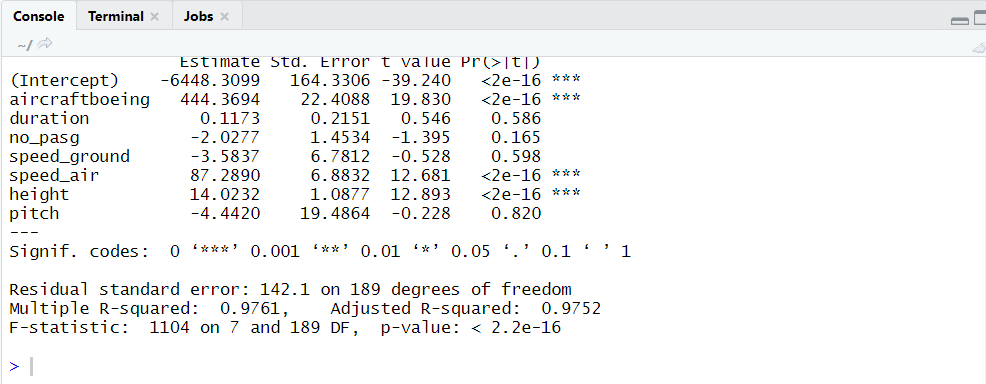 Console Terminal Jobs
~/
Estimate Std. Error t value Pr(>|t|)
(Intercept) -6448.3099 164.3306 -39.240 <2e-16 ***
aircraftboeing 444.3694 22.4088 19.830 <2e-16 ***
duration 0.1173 0.2151 0.546 0.586
no_pasg -2.0277 1.4534 -1.395 0.165
speed_ground -3.5837 6.7812 -0.528 0.598
speed_air 87.2890 6.8832 12.681 <2e-16 ***
height 14.0232 1.0877 12.893 <2e-16 ***
pitch -4.4420 19.4864 -0.228 0.820
---
Signif. codes: 0 ‘***’ 0.001 ‘**’ 0.01 ‘*’ 0.05 ‘.’ 0.1 ‘ ’ 1
Residual standard error: 142.1 on 189 degrees of freedom
Multiple R-squared: 0.9761, Adjusted R-squared: 0.9752
F-statistic: 1104 on 7 and 189 DF, p-value: < 2.2e-16
>